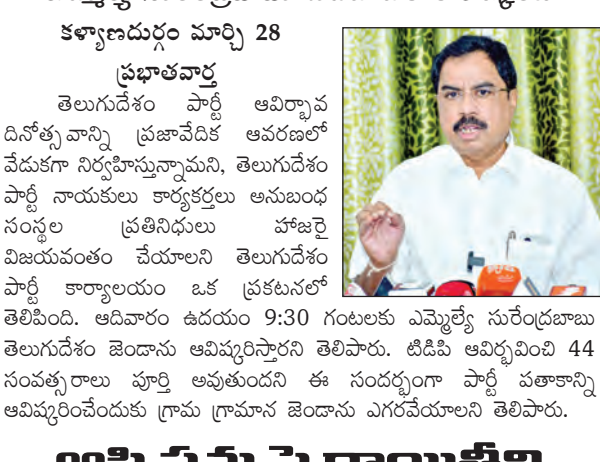 కళ్యాణదుర్గం మార్చి 28
ప్రభాతవార్త
తెలుగుదేశం పార్టీ ఆవిర్భావ
దినోత్సవాన్ని ప్రజావేదిక ఆవరణలో
వేడుకగా నిర్వహిస్తున్నామని, తెలుగుదేశం
పార్టీ నాయకులు కార్యకర్తలు అనుబంధ
సంస్థల ప్రతినిధులు హాజరై
విజయవంతం చేయాలని తెలుగుదేశం
పార్టీ కార్యాలయం ఒక ప్రకటనలో
తెలిపింది. ఆదివారం ఉదయం 9:30 గంటలకు ఎమ్మెల్యే సురేంద్రబాబు
తెలుగుదేశం జెండాను ఆవిష్కరిస్తారని తెలిపారు. టిడిపి ఆవిర్భవించి 44
సంవత్సరాలు పూర్తి అవుతుందని ఈ సందర్భంగా పార్టీ పతాకాన్ని
ఆవిష్కరించేందుకు గ్రామ గ్రామాన జెండాను ఎగరవేయాలని తెలిపారు.